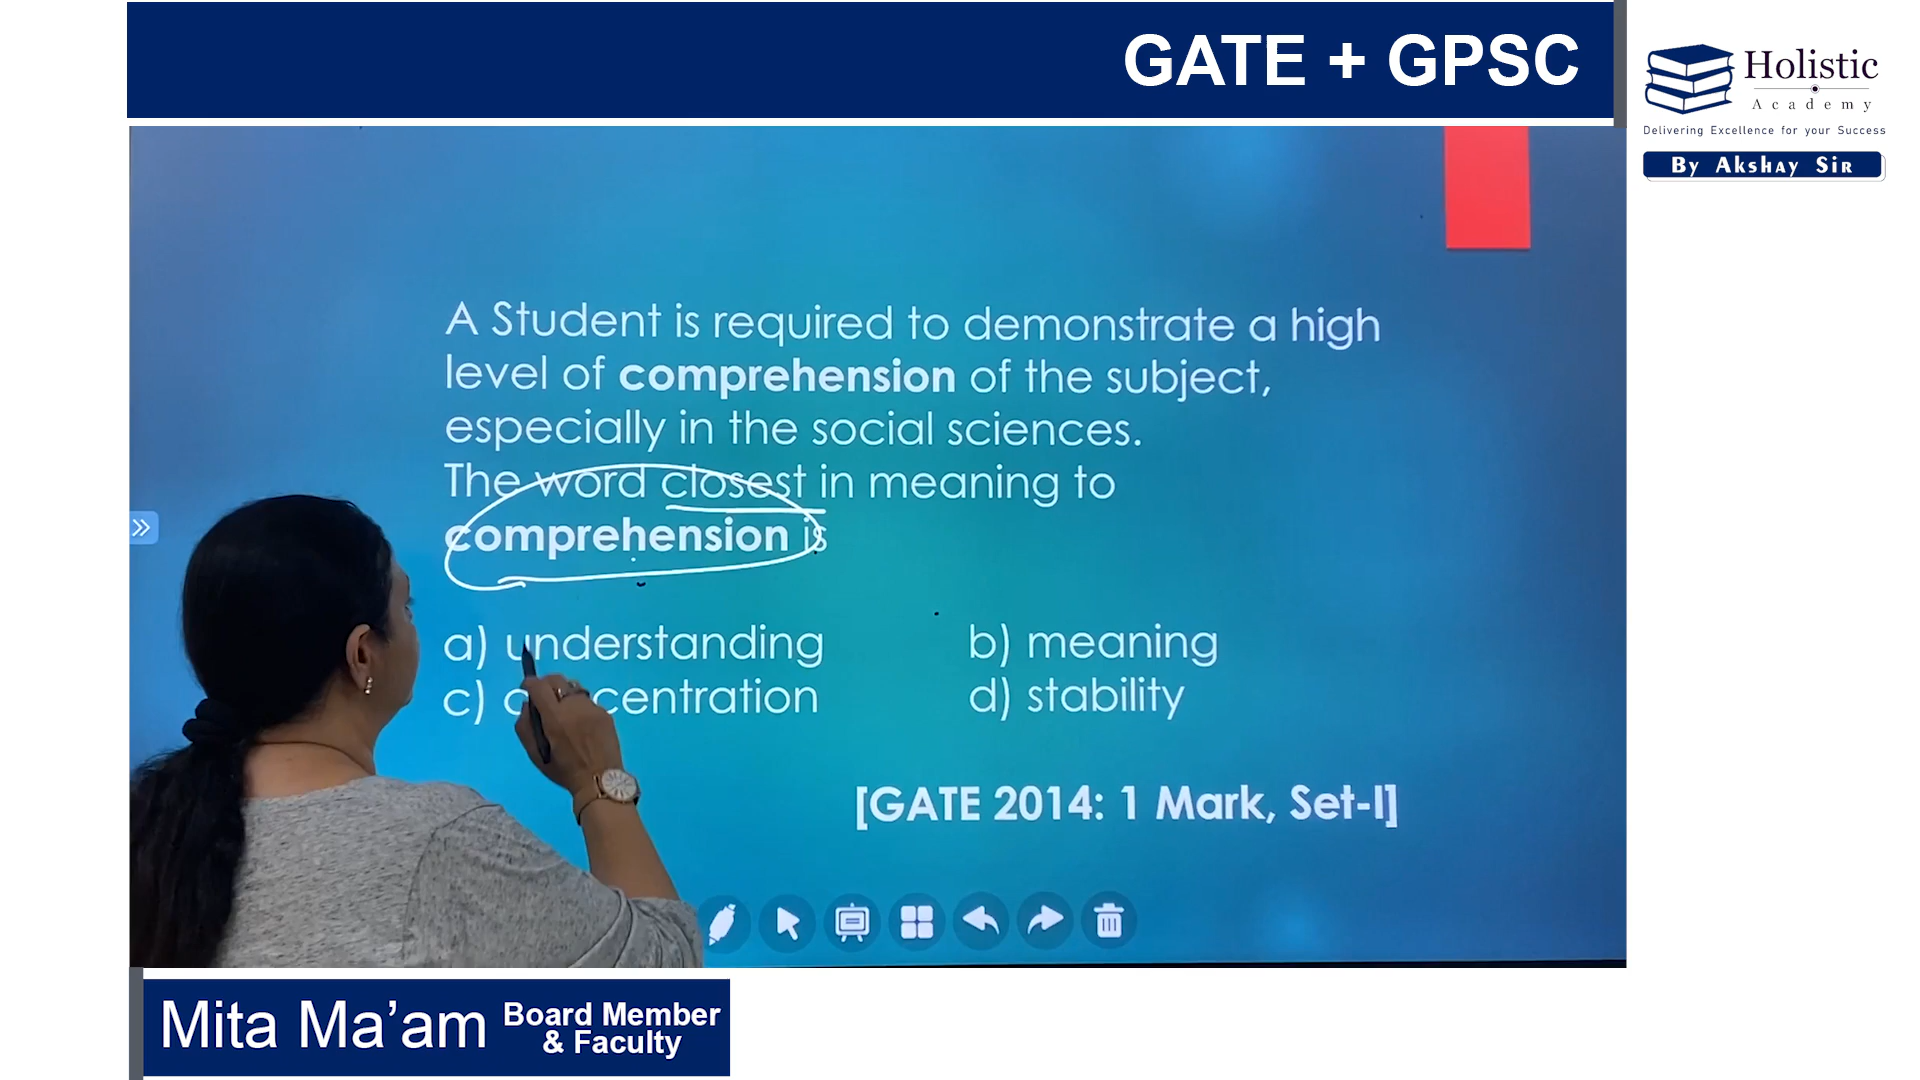 GATE + GPSC
Holistic
Academy
Delivering Excellence for your Success
By Akshay Sir
A Student is required to demonstrate a high
level of comprehension of the subject,
especially in the social sciences.
The word closest in meaning to
comprehension is
a) understanding b) meaning
c) concentration d) stability
[GATE 2014: 1 Mark, Set-I]
Mita Ma'am Board Member
& Faculty